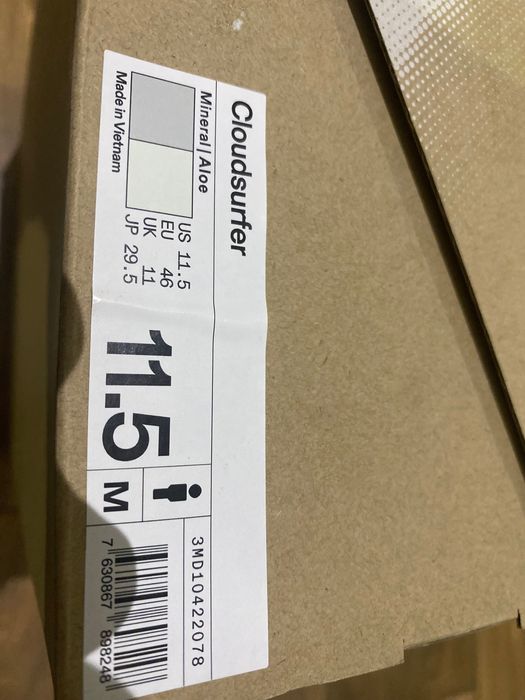 Cloudsurfer
Mineral | Aloe
Made in Vietnam
US 11.5
EU 46
UK 11
JP 29.5
11.5
M
3MD10422078
7 630867 898248